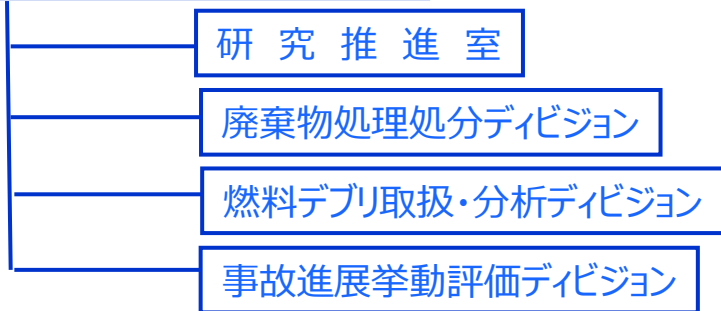 研究推進室
廃棄物処理処分ディビジョン
燃料デブリ取扱・分析ディビジョン
事故進展挙動評価ディビジョン